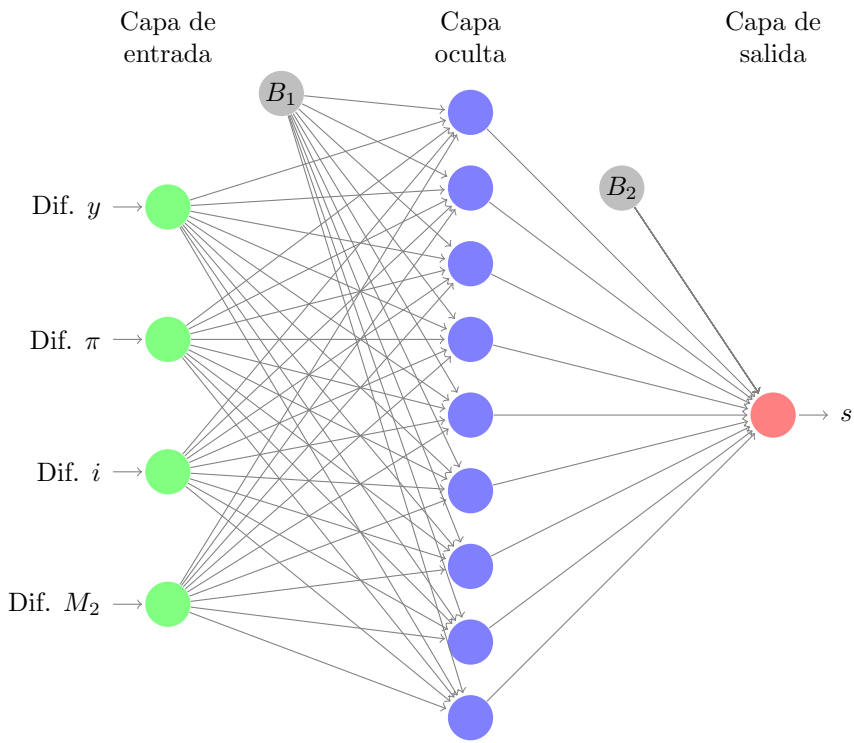 Capa de
entrada
Capa
oculta
Capa de
salida
B₁
B₂
Dif. y
Dif. π
Dif. i
Dif. M₂
s